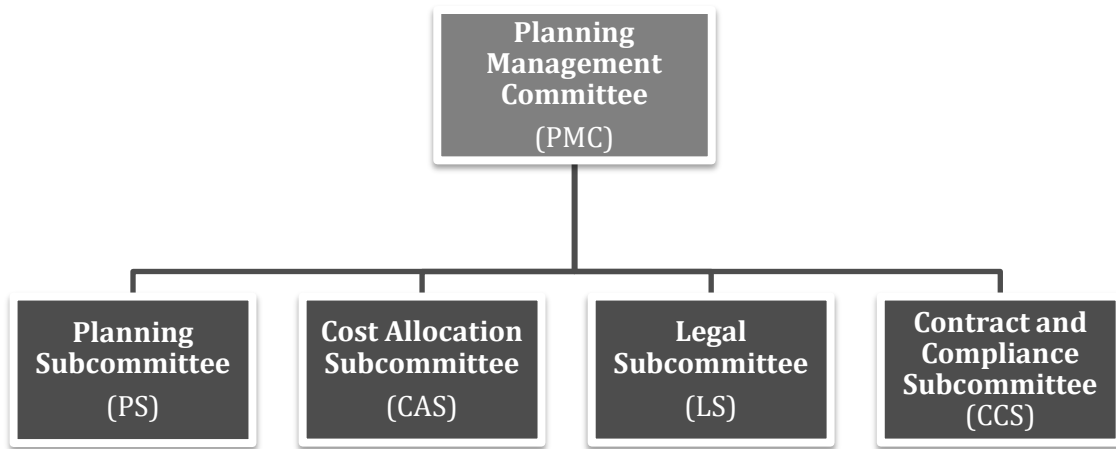 Planning
Management
Committee
(PMC)
Planning
Subcommittee
(PS)
Cost Allocation
Subcommittee
(CAS)
Legal
Subcommittee
(LS)
Contract and
Compliance
Subcommittee
(CCS)